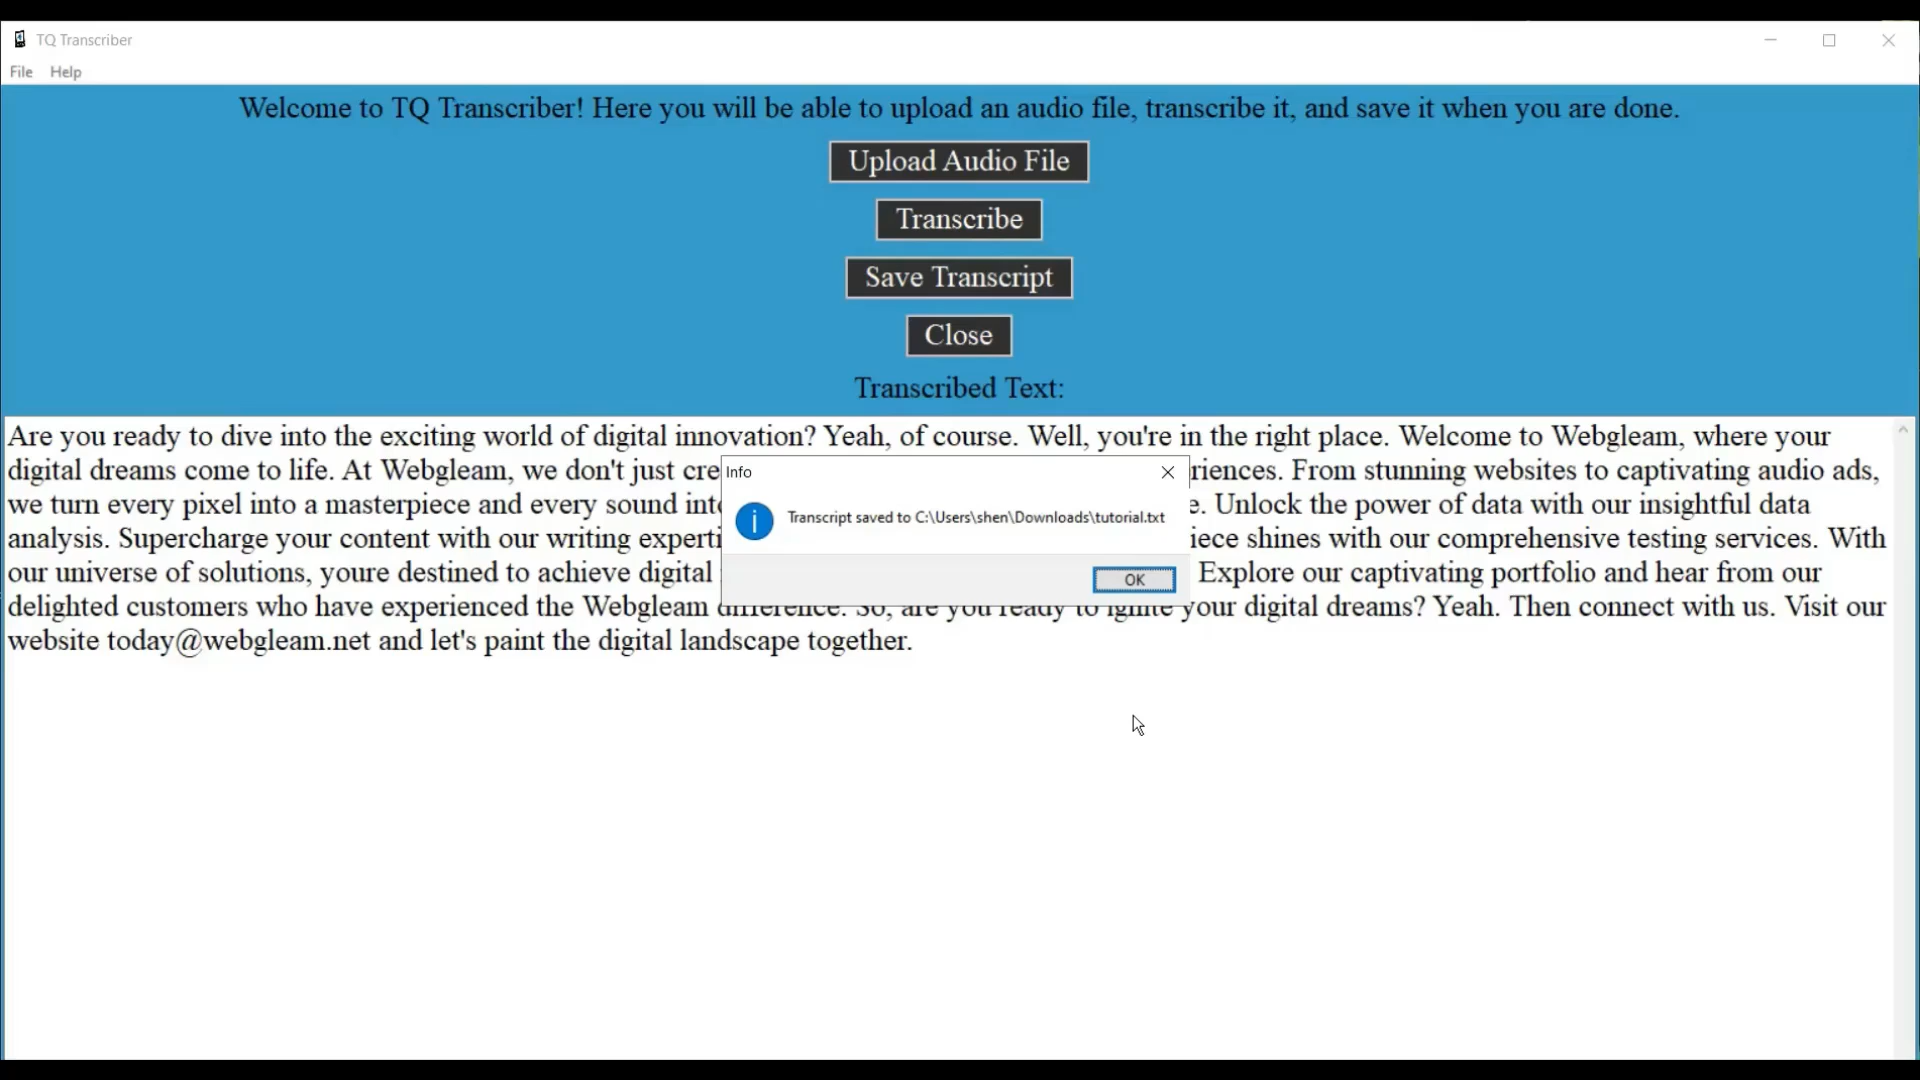 TQ Transcriber
File Help
Welcome to TQ Transcriber! Here you will be able to upload an audio file, transcribe it, and save it when you are done.
Upload Audio File
Transcribe
Save Transcript
Close
Transcribed Text:
Are you ready to dive into the exciting world of digital innovation? Yeah, of course. Well, you're in the right place. Welcome to Webgleam, where your
digital dreams come to life. At Webgleam, we don't just cre riences. From stunning websites to captivating audio ads,
we turn every pixel into a masterpiece and every sound int e. Unlock the power of data with our insightful data
analysis. Supercharge your content with our writing experti iece shines with our comprehensive testing services. With
our universe of solutions, youre destined to achieve digital Explore our captivating portfolio and hear from our
delighted customers who have experienced the Webgleam difference. So, are you ready to ignite your digital dreams? Yeah. Then connect with us. Visit our
website today@webgleam.net and let's paint the digital landscape together.
Info
Transcript saved to C:\Users\shen\Downloads\tutorial.txt
OK